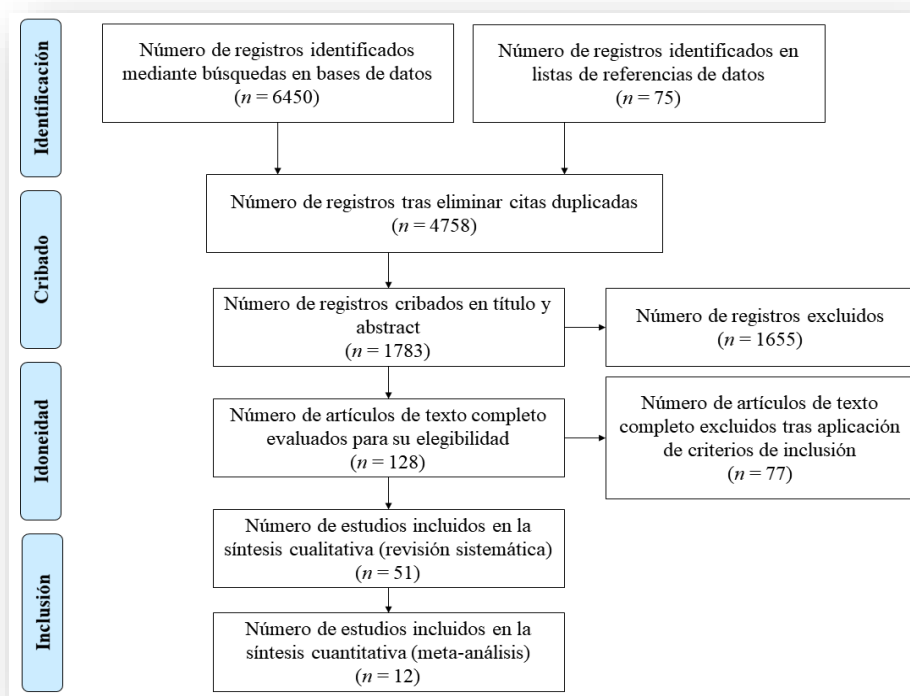 Identificación
Número de registros identificados
mediante búsquedas en bases de datos
(n = 6450)
Número de registros identificados en
listas de referencias de datos
(n = 75)
Cribado
Número de registros tras eliminar citas duplicadas
(n = 4758)
Número de registros cribados en título y
abstract
(n = 1783)
Número de registros excluidos
(n = 1655)
Idoneidad
Número de artículos de texto completo
evaluados para su elegibilidad
(n = 128)
Número de artículos de texto
completo excluidos tras aplicación
de criterios de inclusión
(n = 77)
Inclusión
Número de estudios incluidos en la
síntesis cualitativa (revisión sistemática)
(n = 51)
Número de estudios incluidos en la
síntesis cuantitativa (meta-análisis)
(n = 12)